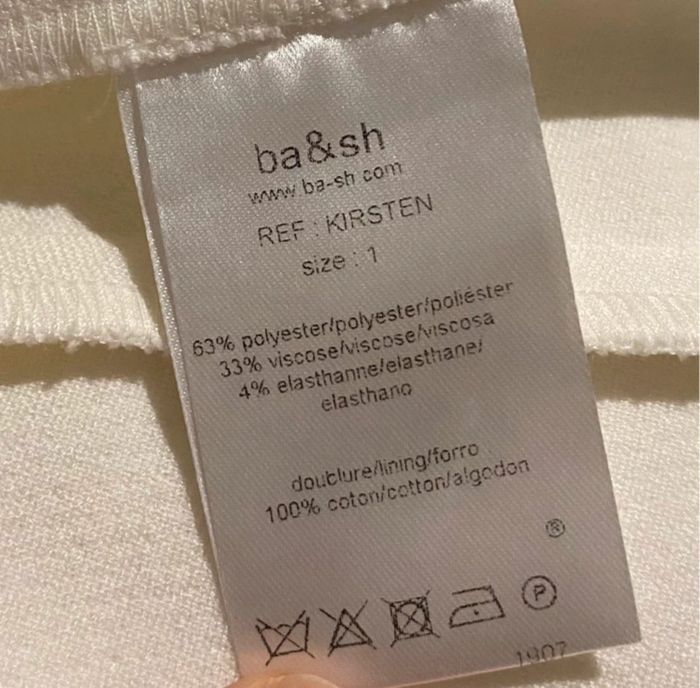 ba&sh
www.ba-sh.com
REF : KIRSTEN
size : 1
63% polyester/polyester/poliéster
33% viscose/viscose/viscosa
4% elasthanne/elasthane/
elasthano
doublure/lining/forro
100% coton/cotton/algodon
®
P
1907